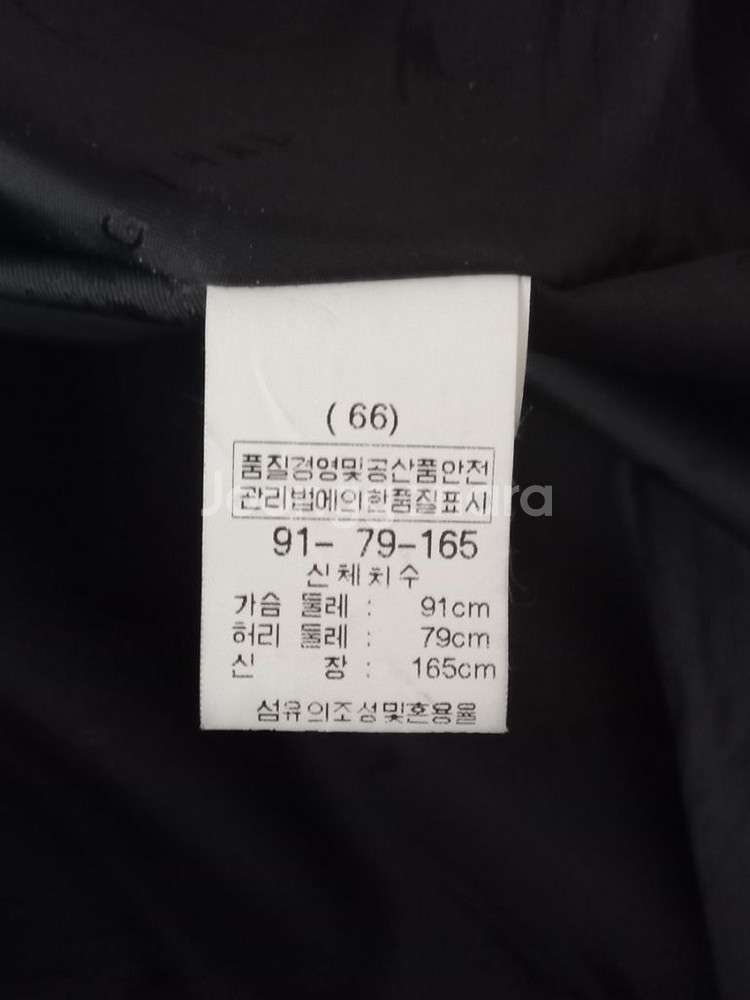 ( 66)
품질경영및공산품안전
관리법에의한품질표시
91- 79-165
신체치수
가슴 둘레 : 91cm
허리 둘레 : 79cm
신 장 : 165cm
섬유의조성및혼용율